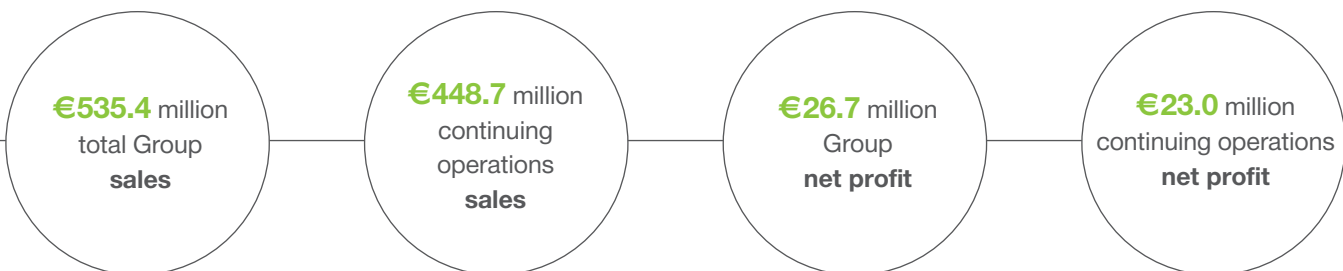 €535.4 million
total Group
sales
€448.7 million
continuing
operations
sales
€26.7 million
Group
net profit
€23.0 million
continuing operations
net profit